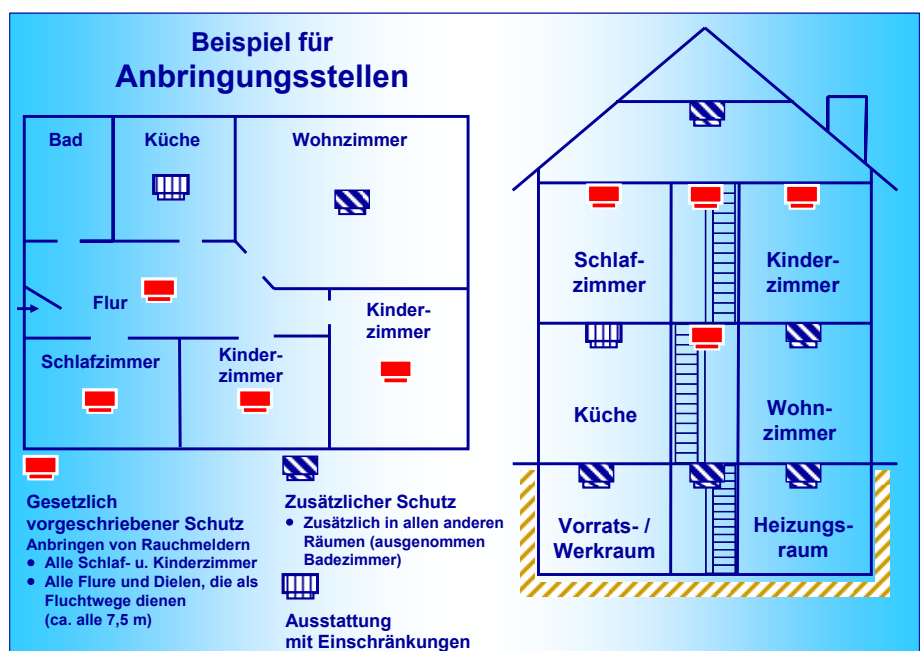 Beispiel für
Anbringungsstellen
Bad
Küche
Wohnzimmer
Flur
Kinder-
zimmer
Schlafzimmer
Kinder-
zimmer
Gesetzlich
vorgeschriebener Schutz
Anbringen von Rauchmeldern
• Alle Schlaf- u. Kinderzimmer
• Alle Flure und Dielen, die als
Fluchtwege dienen
(ca. alle 7,5 m)
Zusätzlicher Schutz
• Zusätzlich in allen anderen
Räumen (ausgenommen
Badezimmer)
Ausstattung
mit Einschränkungen
Schlaf-
zimmer
Kinder-
zimmer
Küche
Wohn-
zimmer
Vorrats- /
Werkraum
Heizungs-
raum